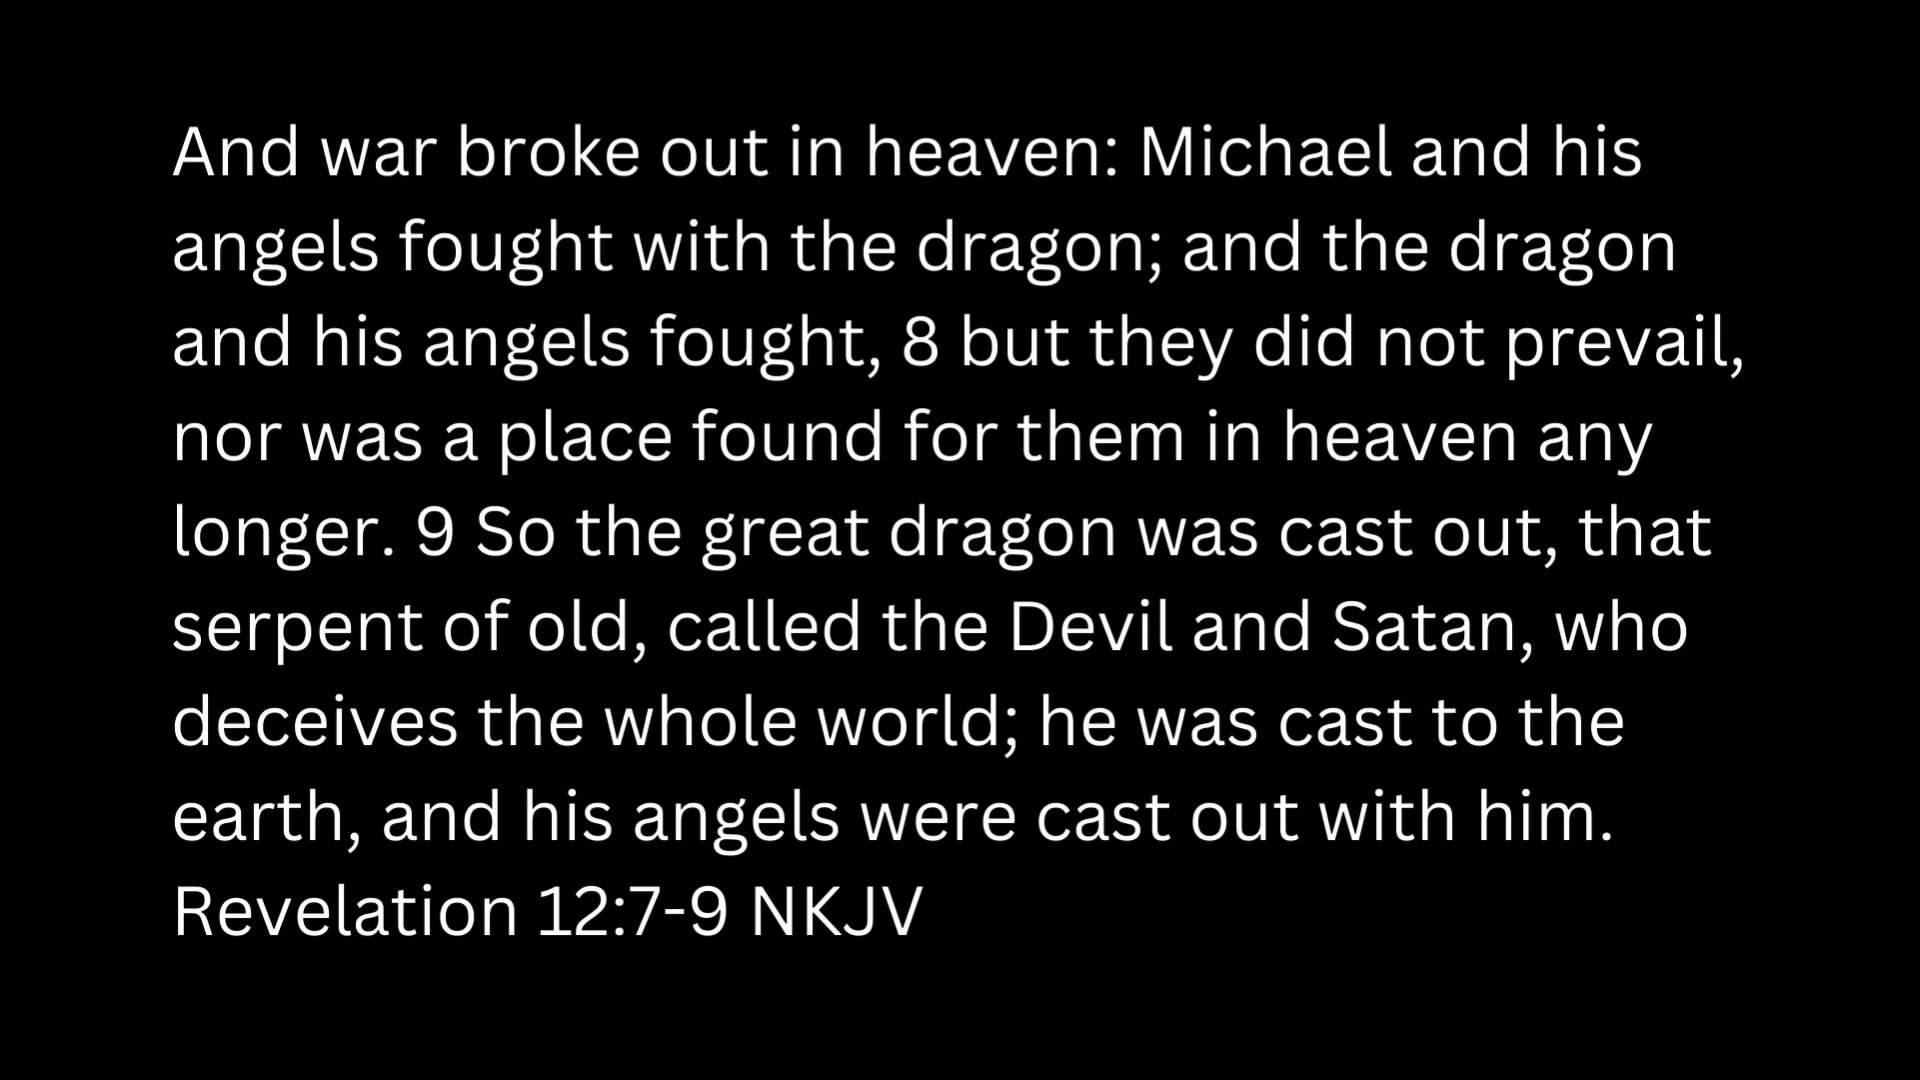 And war broke out in heaven: Michael and his
angels fought with the dragon; and the dragon
and his angels fought, 8 but they did not prevail,
nor was a place found for them in heaven any
longer. 9 So the great dragon was cast out, that
serpent of old, called the Devil and Satan, who
deceives the whole world; he was cast to the
earth, and his angels were cast out with him.
Revelation 12:7-9 NKJV